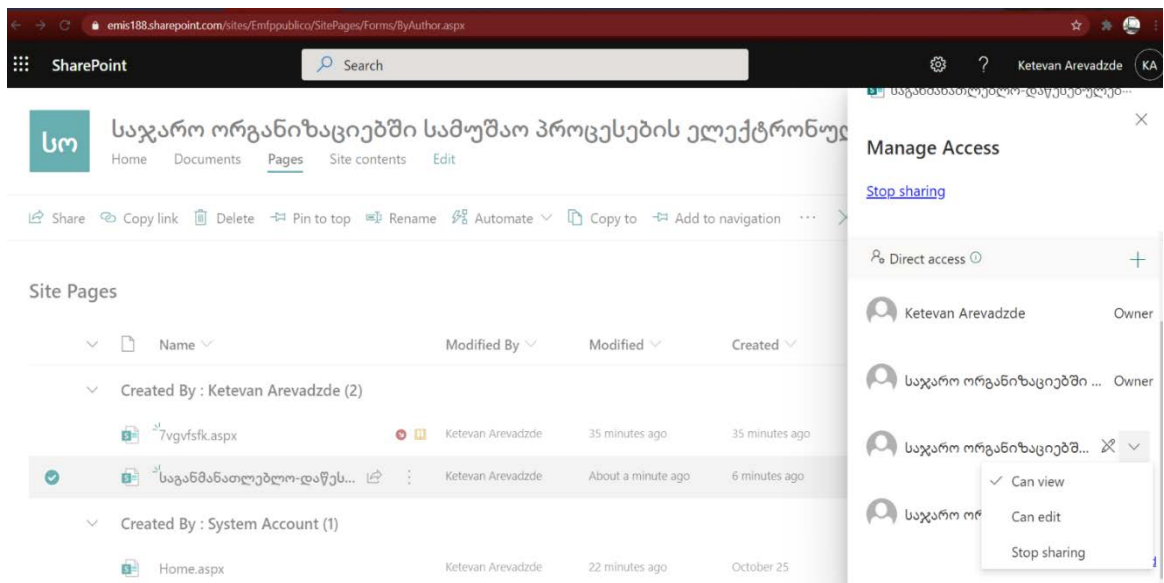 emis188.sharepoint.com/sites/Emfppublico/SitePages/Forms/ByAuthor.aspx
SharePoint
Search
Ketevan Arevadzde
KA
სო
საჯარო ორგანიზაციებში სამუშაო პროცესების ელექტრონულ
Home Documents Pages Site contents Edit
Share Copy link Delete Pin to top Rename Automate Copy to Add to navigation ...
Site Pages
Name Modified By Modified Created
Created By : Ketevan Arevadzde (2)
7vgvfsfk.aspx Ketevan Arevadzde 35 minutes ago 35 minutes ago
საგანმანათლებლო-დაწეს... Ketevan Arevadzde About a minute ago 6 minutes ago
Created By : System Account (1)
Home.aspx Ketevan Arevadzde 22 minutes ago October 25
საგანმანათლებლო-დაწესებულებ...
Manage Access
Stop sharing
Direct access
Ketevan Arevadzde Owner
საჯარო ორგანიზაციებში ... Owner
საჯარო ორგანიზაციებშ...
Can view
საჯარო ორ
Can edit
Stop sharing